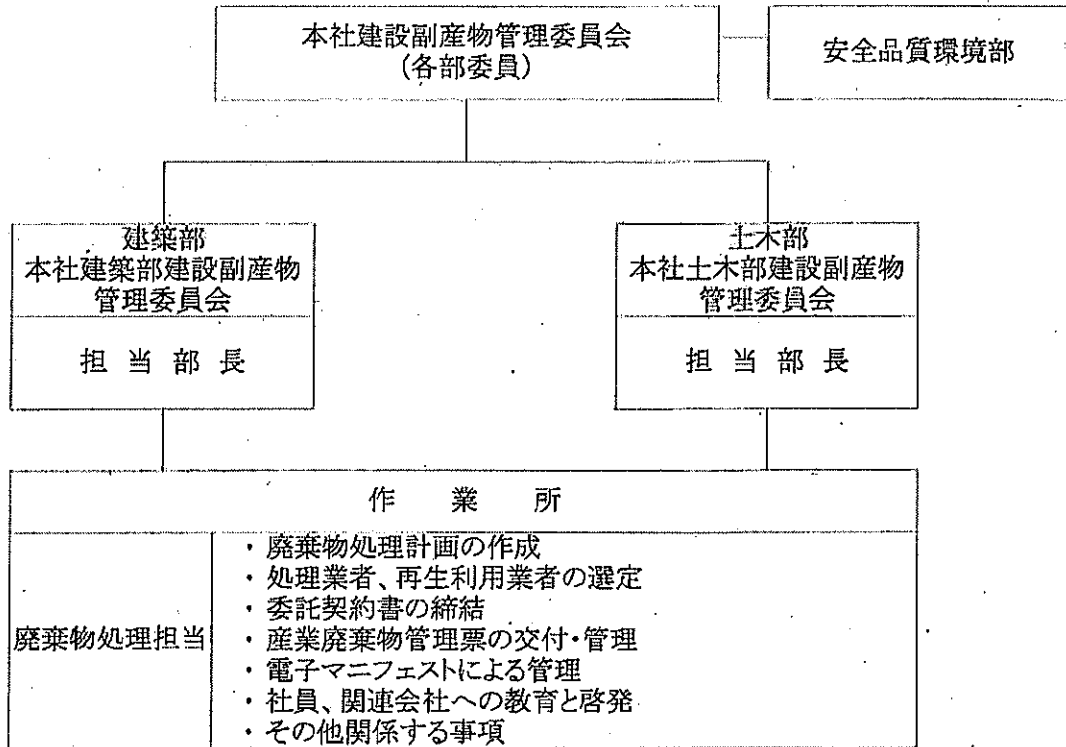 本社建設副産物管理委員会
(各部委員)
安全品質環境部
建築部
本社建築部建設副産物
管理委員会
担当部長
土木部
本社土木部建設副産物
管理委員会
担当部長
作業所
廃棄物処理担当
・廃棄物処理計画の作成
・処理業者、再生利用業者の選定
・委託契約書の締結
・産業廃棄物管理票の交付・管理
・電子マニフェストによる管理
・社員、関連会社への教育と啓発
・その他関係する事項